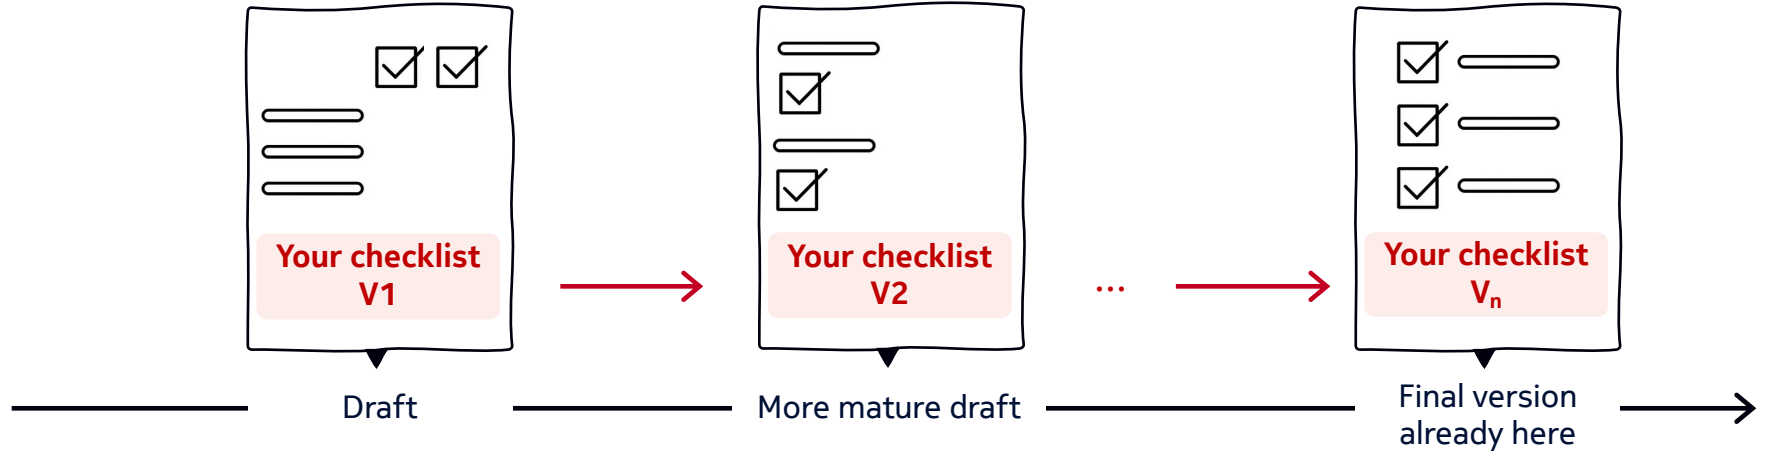 Your checklist
V1
Your checklist
V2
...
Your checklist
Vn
Draft
More mature draft
Final version
already here